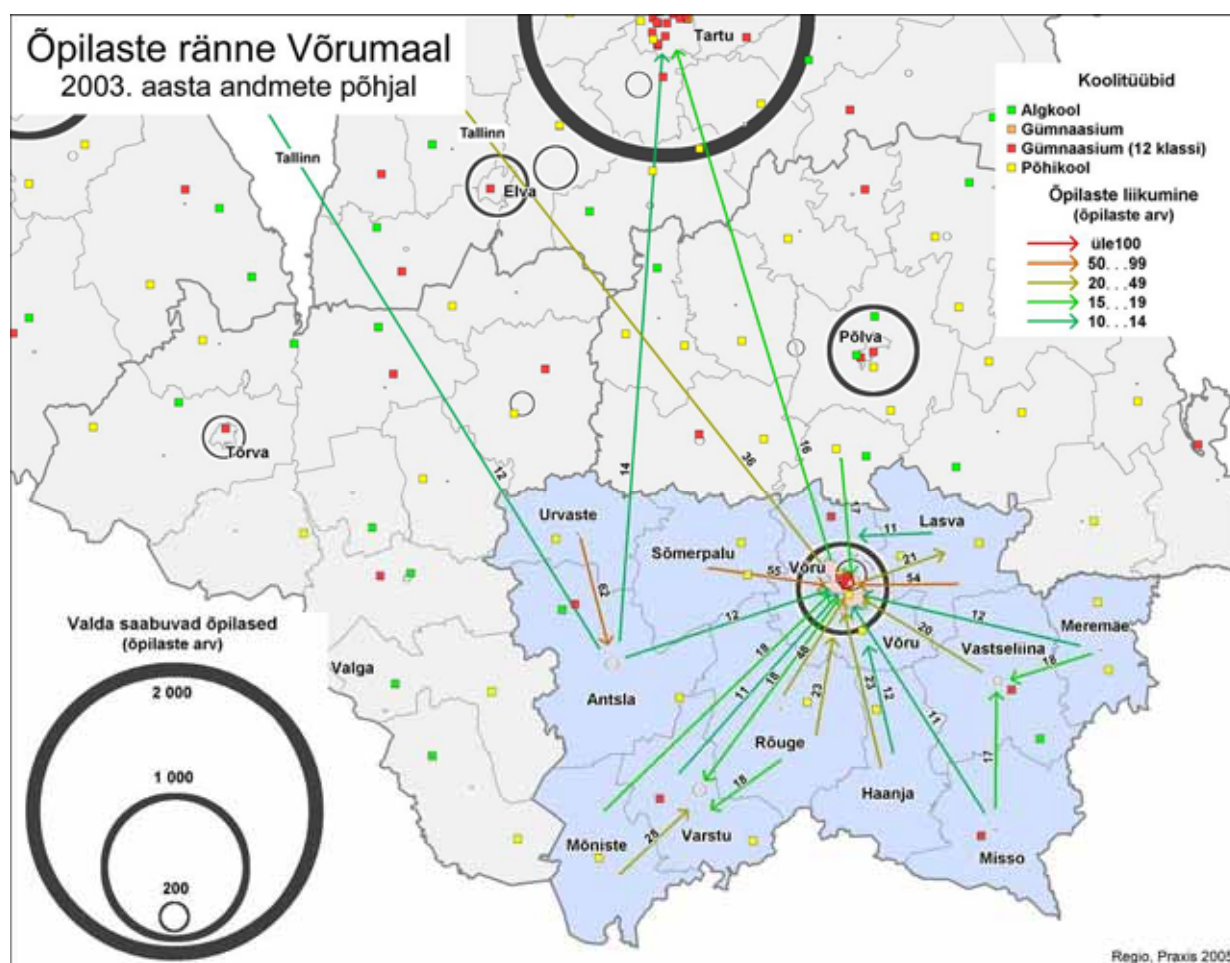 Õpilaste ränne Võrumaal
2003. aasta andmete põhjal
Tartu
Koolitüübid
Algkool
Gümnaasium
Gümnaasium (12 klassi)
Põhikool
Õpilaste liikumine
(õpilaste arv)
üle100
50. . .99
20. . .49
15. . .19
10. . .14
Tallinn
Tallinn
Elva
Põlva
Tõrva
12
14
36
16
17
Urvaste
Sõmerpalu
Lasva
11
21
Võru
55
54
62
12
12
20
Meremäe
Vastseliina
Võru
18
Valda saabuvad õpilased
(õpilaste arv)
2 000
1 000
200
Valga
Antsla
19
48
11
18
23
23
12
11
17
Rõuge
18
Haanja
Mõniste
28
Varstu
Misso
Regio, Praxis 2005